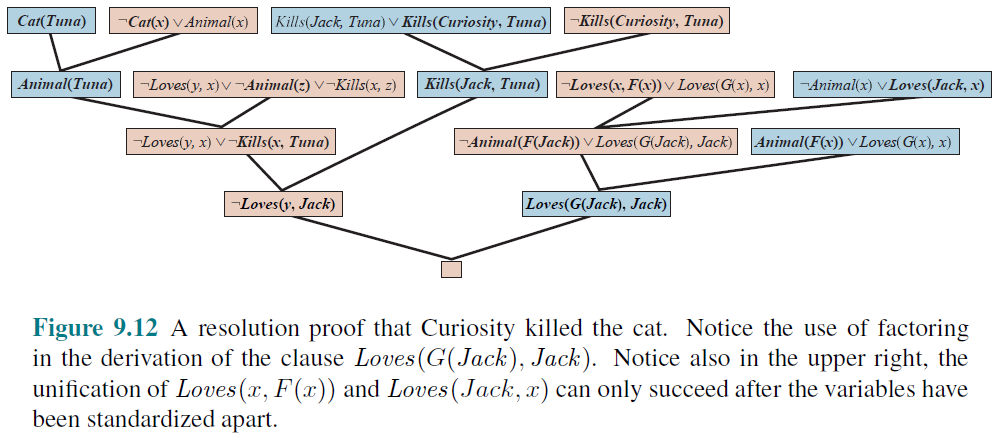 Cat(Tuna) ¬Cat(x) ∨ Animal(x) Kills(Jack, Tuna) ∨ Kills(Curiosity, Tuna) ¬Kills(Curiosity, Tuna)
Animal(Tuna) ¬Loves(y, x) ∨ ¬Animal(z) ∨ ¬Kills(x, z) Kills(Jack, Tuna) ¬Loves(x, F(x)) ∨ Loves(G(x), x) ¬Animal(x) ∨ Loves(Jack, x)
¬Loves(y, x) ∨ ¬Kills(x, Tuna) ¬Animal(F(Jack)) ∨ Loves(G(Jack), Jack) Animal(F(x)) ∨ Loves(G(x), x)
¬Loves(y, Jack) Loves(G(Jack), Jack)
Figure 9.12 A resolution proof that Curiosity killed the cat. Notice the use of factoring
in the derivation of the clause Loves(G(Jack), Jack). Notice also in the upper right, the
unification of Loves(x, F(x)) and Loves(Jack, x) can only succeed after the variables have
been standardized apart.